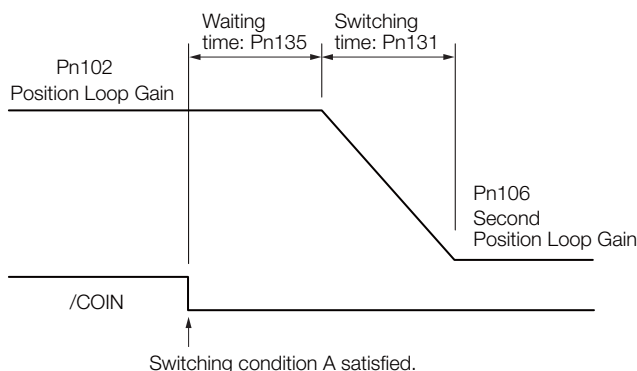 Waiting
time: Pn135
Switching
time: Pn131
Pn102
Position Loop Gain
Pn106
Second
Position Loop Gain
/COIN
Switching condition A satisfied.